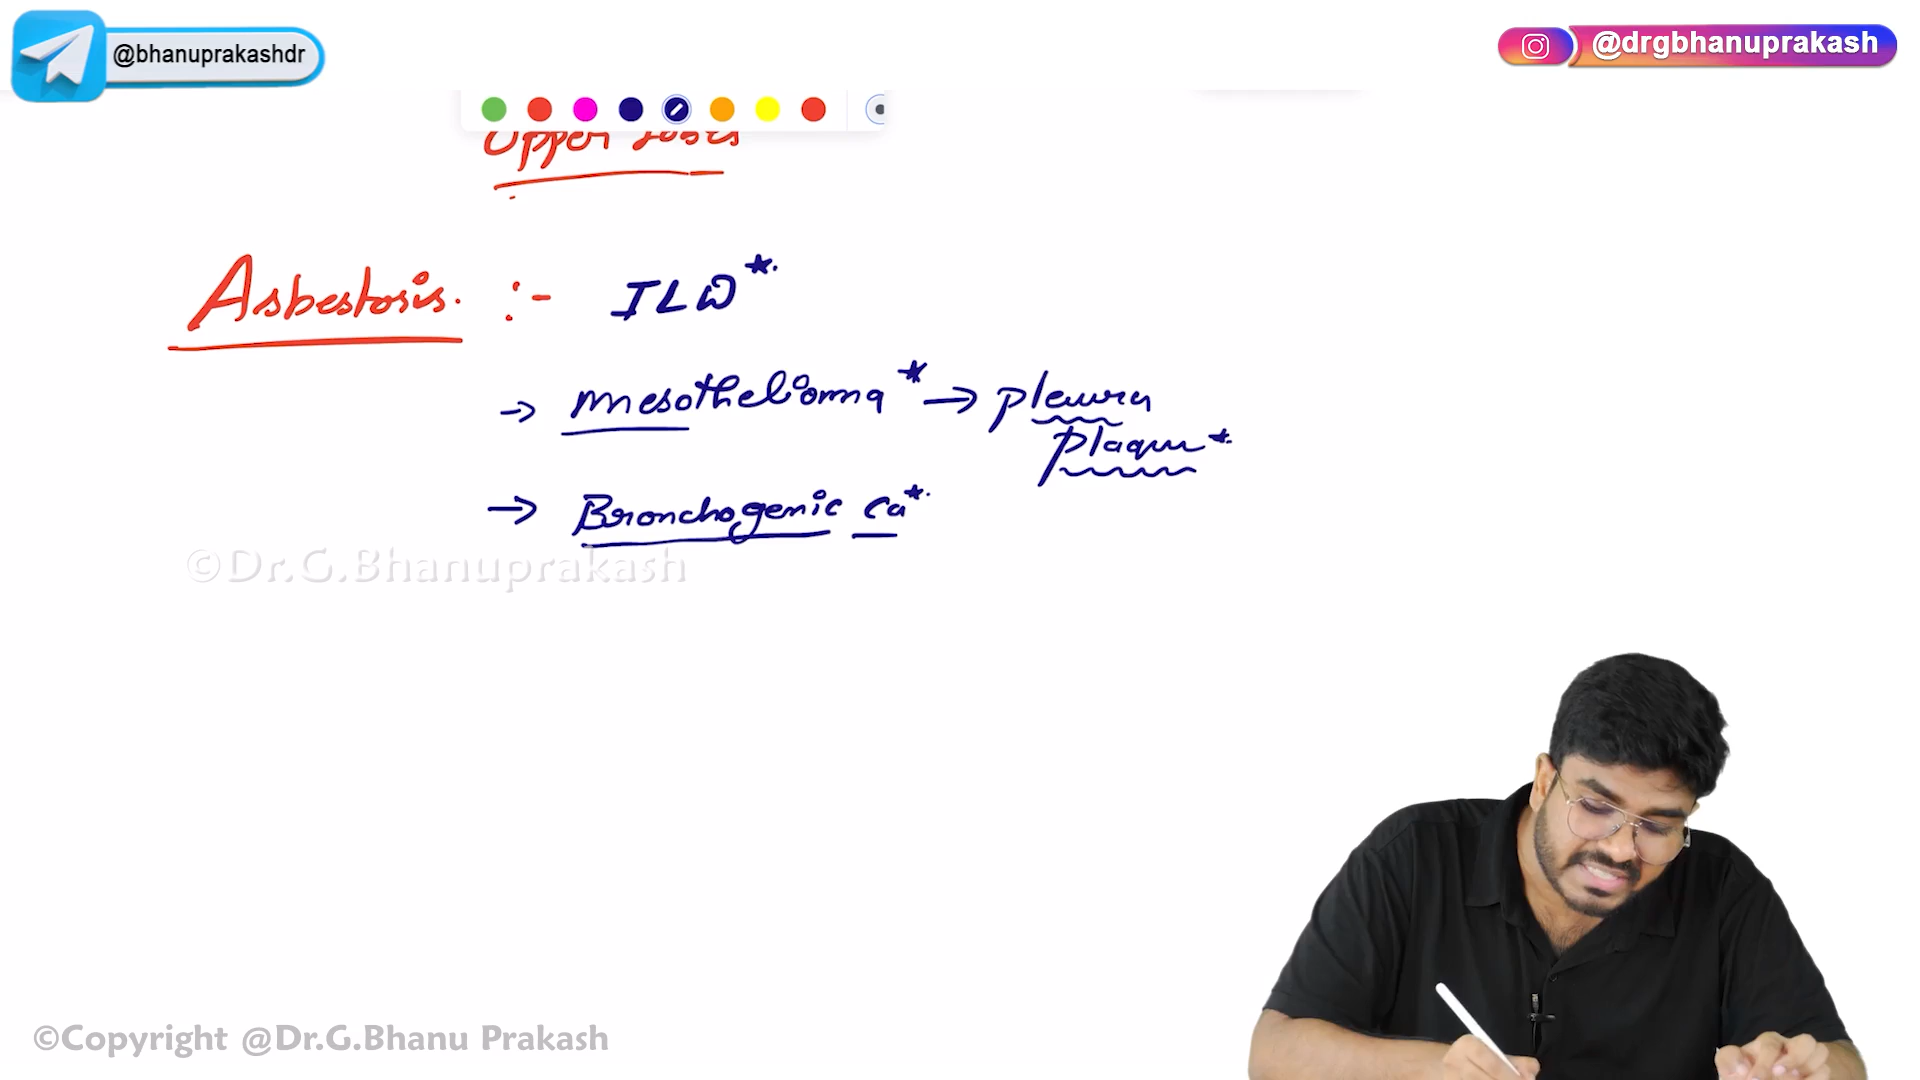 @bhanuprakashdr
@drgbhanuprakash
Upper lobes
Asbestosis. :- ILD*
→ Mesothelioma* → pleura
plaque*
→ Bronchogenic Ca*
©Dr.G.Bhanuprakash
©Copyright @Dr.G.Bhanu Prakash